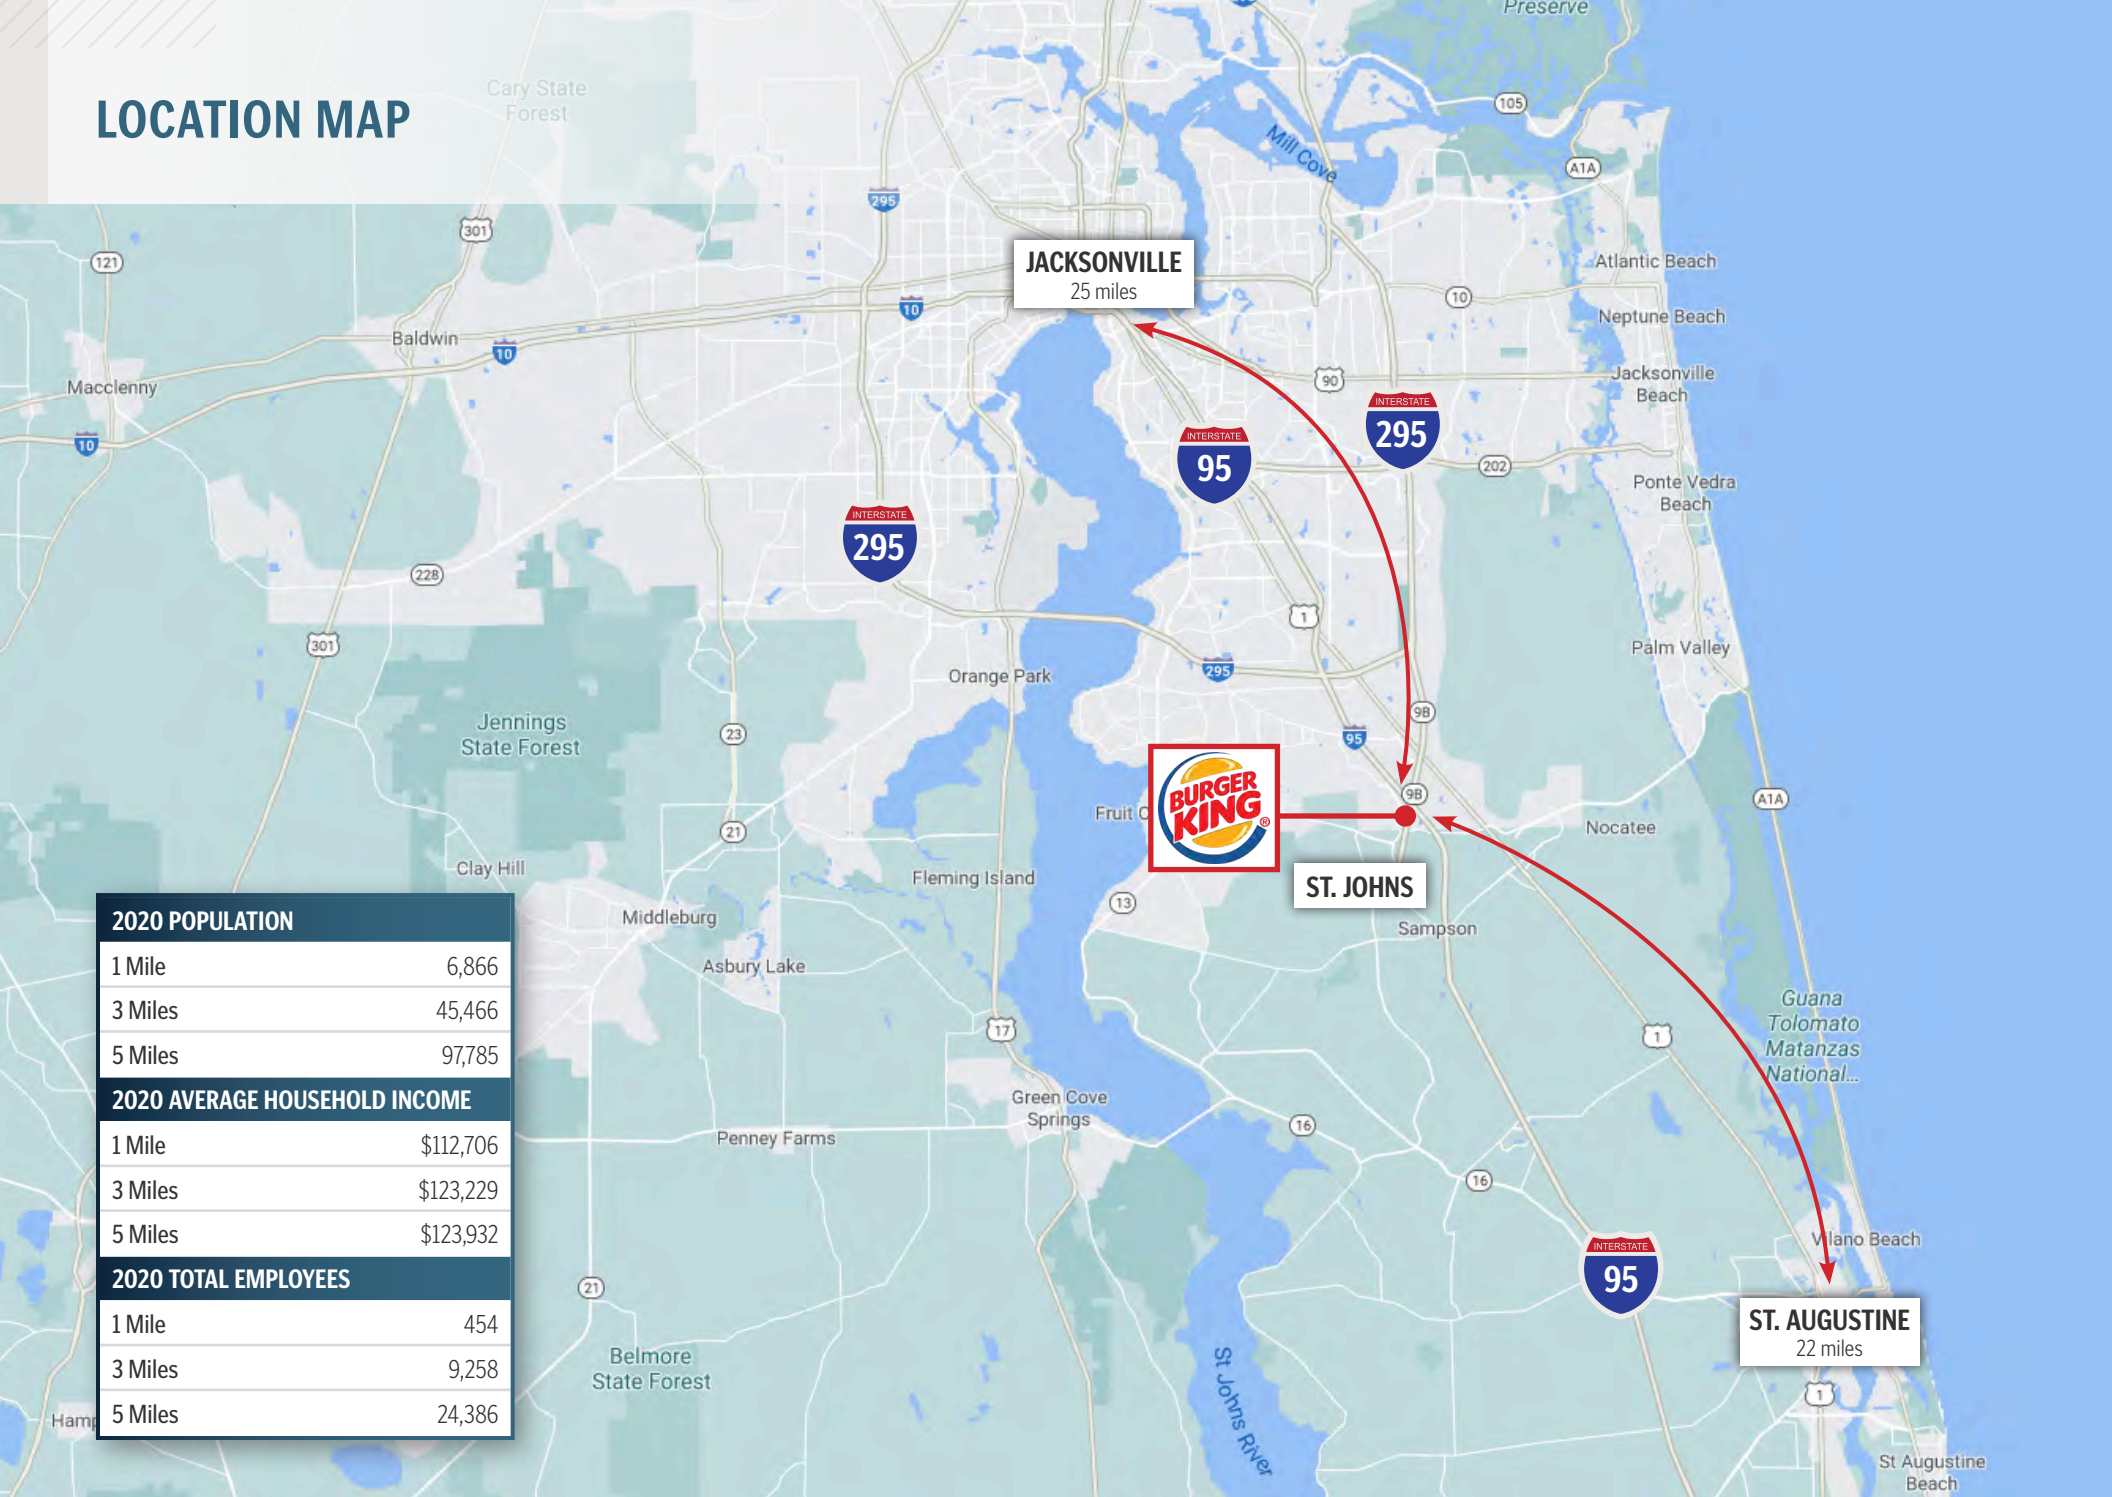 Preserve
Cary State
Forest
LOCATION MAP
105
Mill Cove
A1A
295
301
121
JACKSONVILLE
25 miles
Atlantic Beach
10
10
Neptune Beach
Baldwin
10
Macclenny
90
Jacksonville
Beach
INTERSTATE
295
INTERSTATE
95
10
202
Ponte Vedra
Beach
INTERSTATE
295
228
1
301
Palm Valley
295
Orange Park
9B
Jennings
State Forest
23
95
BURGER
KING
®
9B
A1A
Fruit C
21
Nocatee
Clay Hill
Fleming Island
ST. JOHNS
13
Middleburg
Sampson
Asbury Lake
Guana
Tolomato
Matanzas
National...
17
1
Green Cove
Springs
16
Penney Farms
16
Vilano Beach
INTERSTATE
95
21
ST. AUGUSTINE
22 miles
Belmore
State Forest
St Johns River
1
Hamp
St Augustine
Beach
2020 POPULATION
1 Mile 6,866
3 Miles 45,466
5 Miles 97,785
2020 AVERAGE HOUSEHOLD INCOME
1 Mile $112,706
3 Miles $123,229
5 Miles $123,932
2020 TOTAL EMPLOYEES
1 Mile 454
3 Miles 9,258
5 Miles 24,386